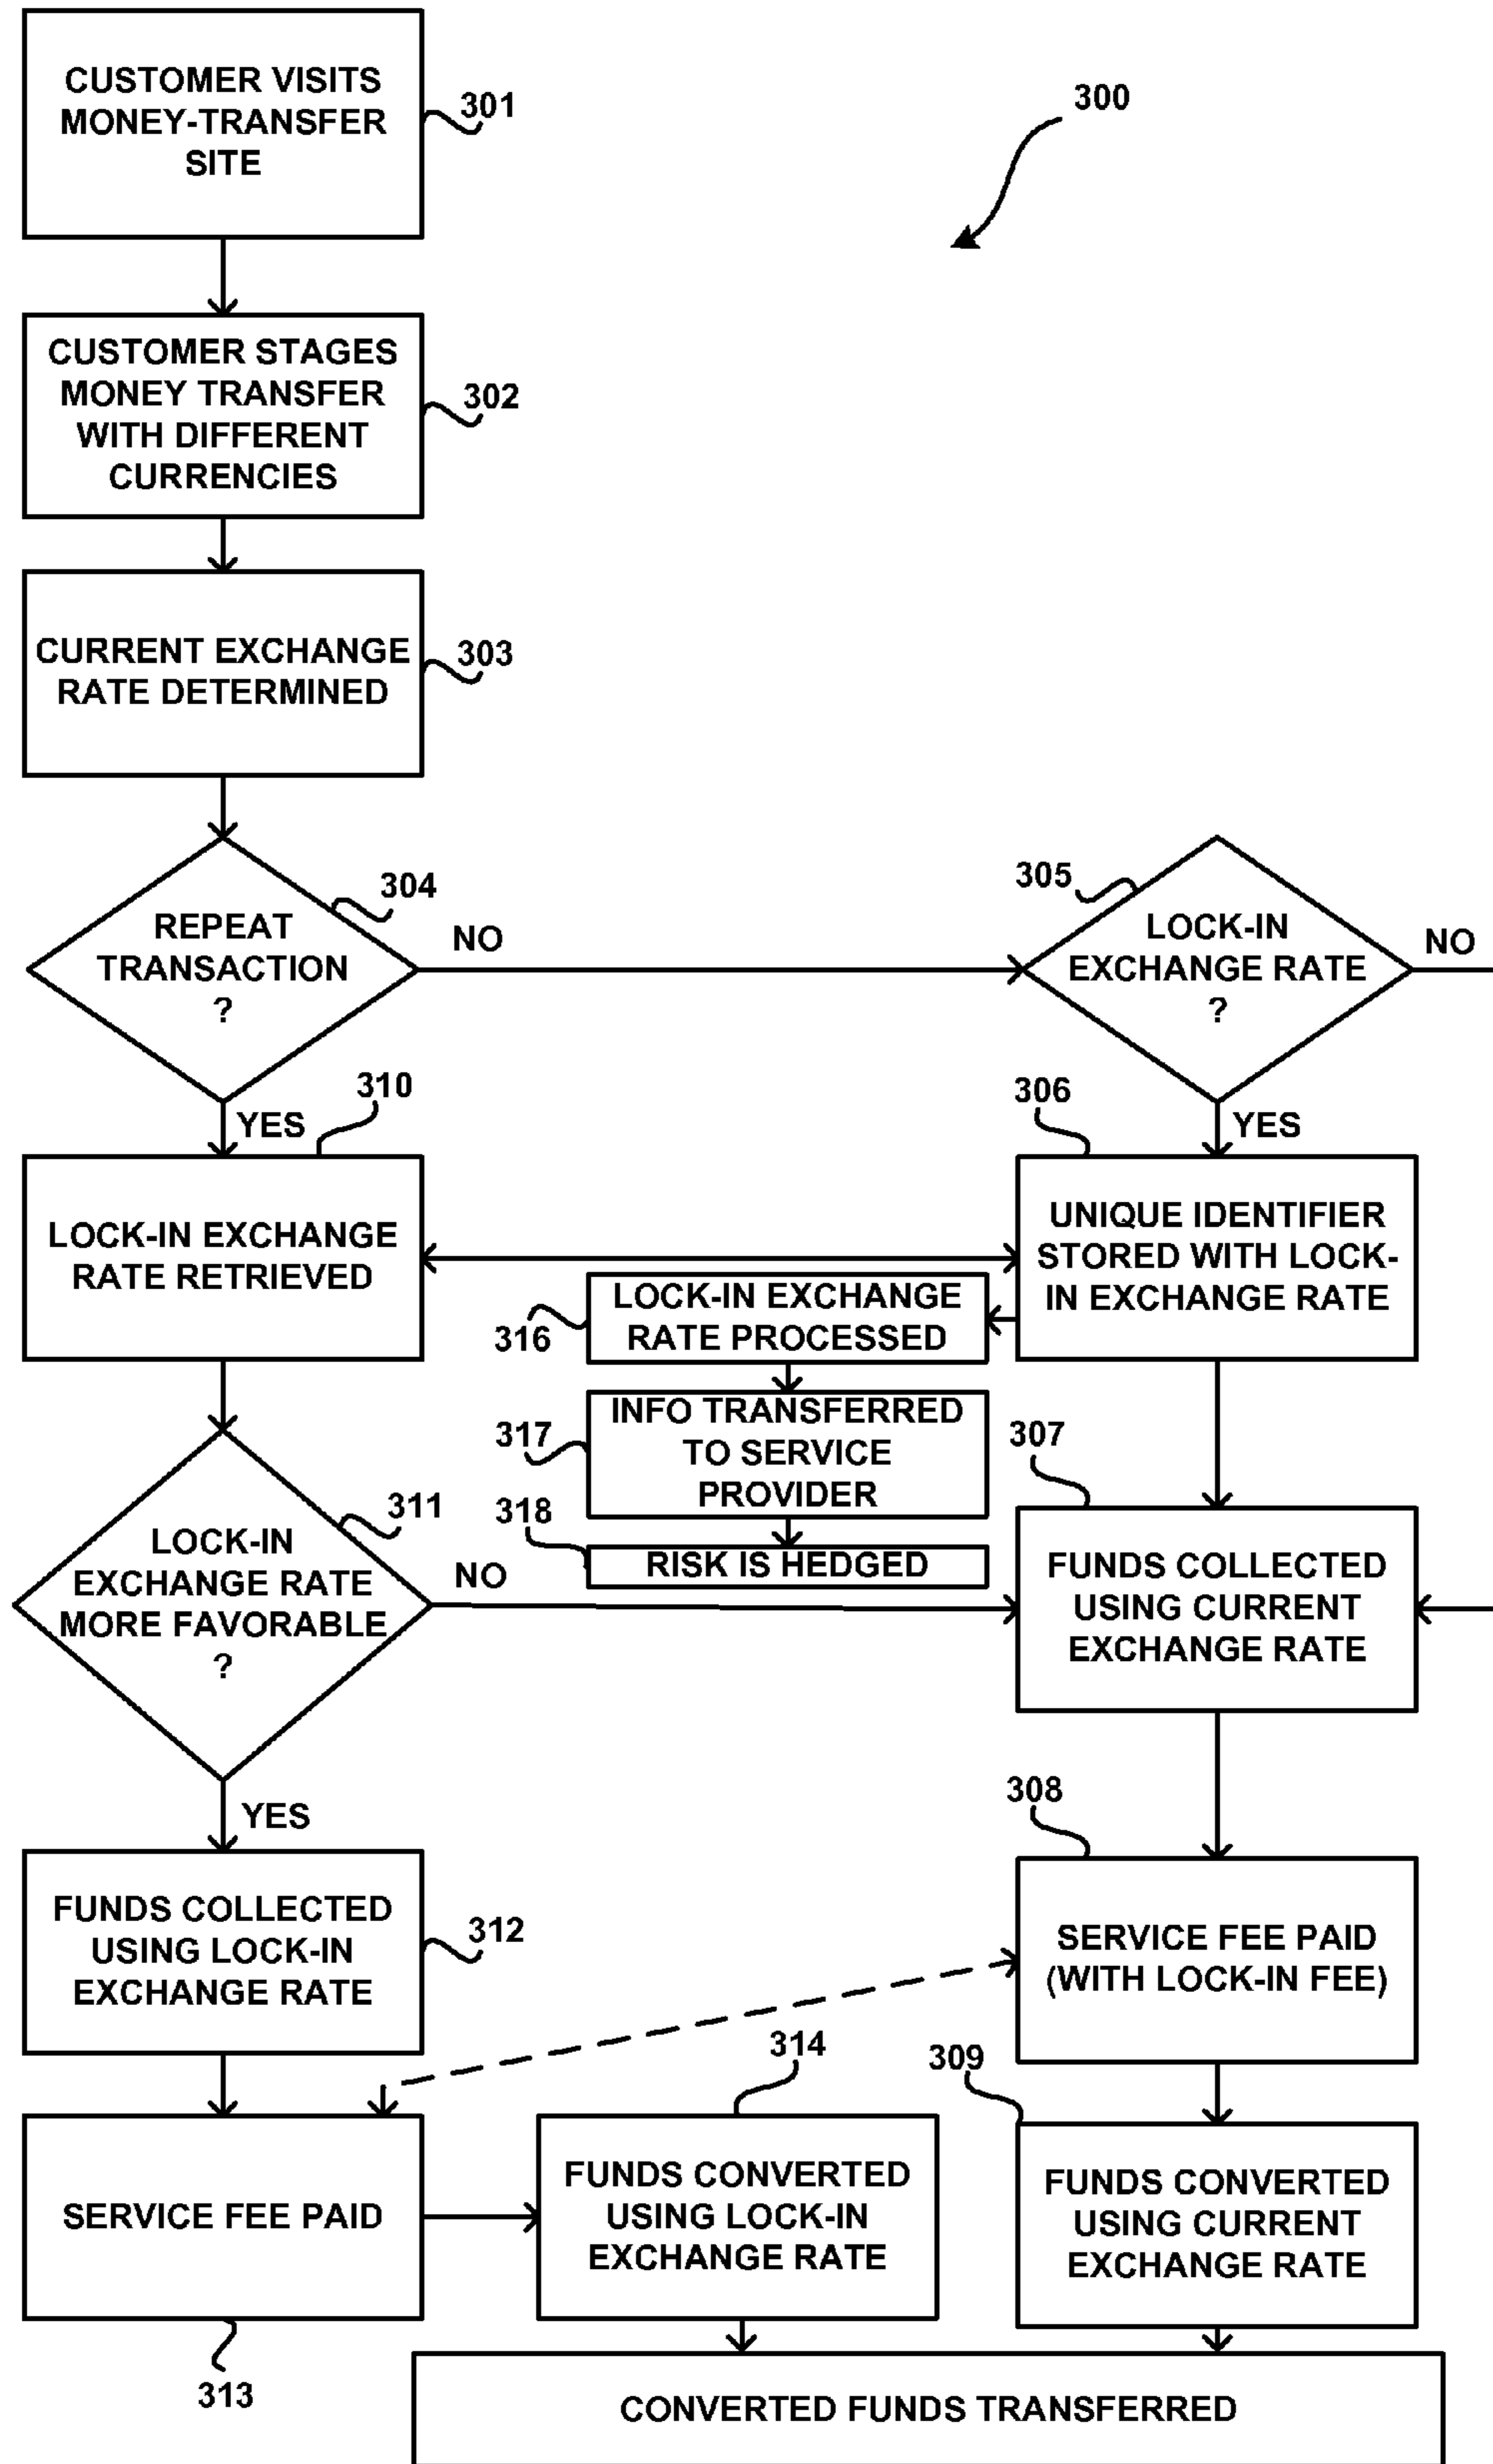 CUSTOMER VISITS
MONEY-TRANSFER
SITE
301
300
CUSTOMER STAGES
MONEY TRANSFER
WITH DIFFERENT
CURRENCIES
302
CURRENT EXCHANGE
RATE DETERMINED
303
304
REPEAT
TRANSACTION
?
NO
305
LOCK-IN
EXCHANGE RATE
?
NO
YES
310
LOCK-IN EXCHANGE
RATE RETRIEVED
306
YES
UNIQUE IDENTIFIER
STORED WITH LOCK-
IN EXCHANGE RATE
316
LOCK-IN EXCHANGE
RATE PROCESSED
317
INFO TRANSFERRED
TO SERVICE
PROVIDER
318
RISK IS HEDGED
311
LOCK-IN
EXCHANGE RATE
MORE FAVORABLE
?
NO
307
FUNDS COLLECTED
USING CURRENT
EXCHANGE RATE
YES
FUNDS COLLECTED
USING LOCK-IN
EXCHANGE RATE
312
308
SERVICE FEE PAID
(WITH LOCK-IN FEE)
SERVICE FEE PAID
313
314
FUNDS CONVERTED
USING LOCK-IN
EXCHANGE RATE
309
FUNDS CONVERTED
USING CURRENT
EXCHANGE RATE
CONVERTED FUNDS TRANSFERRED